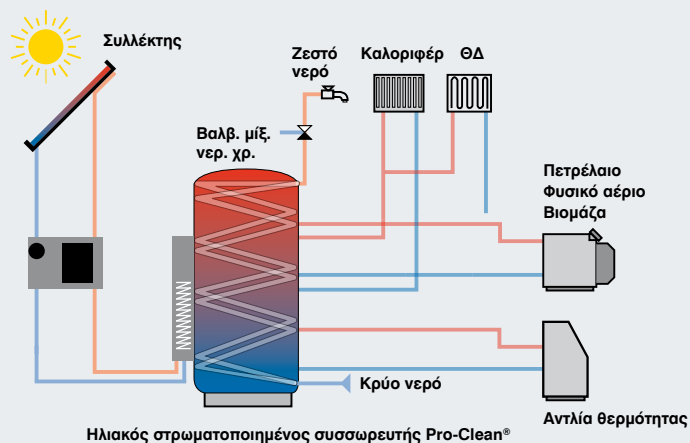 Συλλέκτης
Ζεστό
νερό
Καλοριφέρ
ΘΔ
Βαλβ. μίξ.
νερ. χρ.
Πετρέλαιο
Φυσικό αέριο
Βιομάζα
Κρύο νερό
Αντλία θερμότητας
Ηλιακός στρωματοποιημένος συσσωρευτής Pro-Clean®